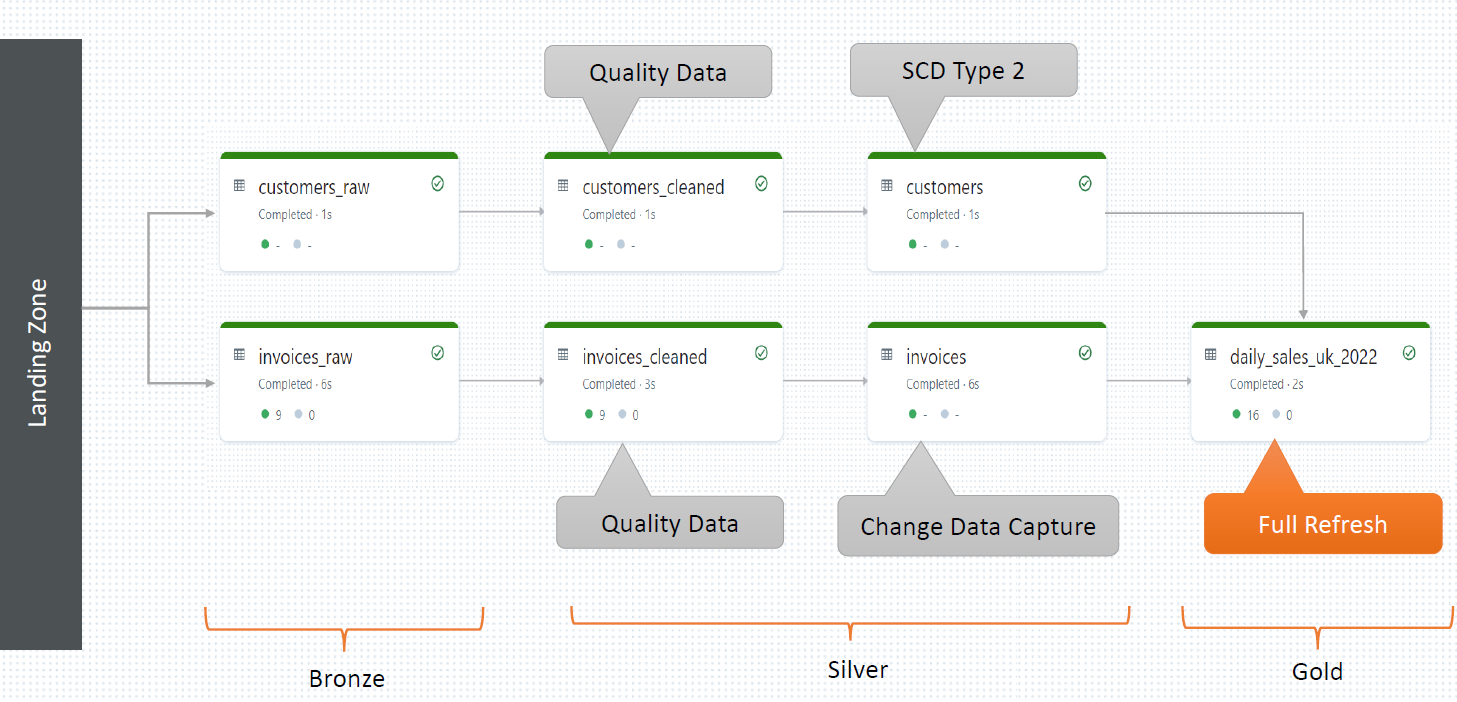 Landing Zone
Quality Data
SCD Type 2
customers_raw
Completed · 1s
- -
customers_cleaned
Completed · 1s
- -
customers
Completed · 1s
- -
invoices_raw
Completed · 6s
9 0
invoices_cleaned
Completed · 3s
9 0
invoices
Completed · 6s
- -
daily_sales_uk_2022
Completed · 2s
16 0
Quality Data
Change Data Capture
Full Refresh
Bronze
Silver
Gold